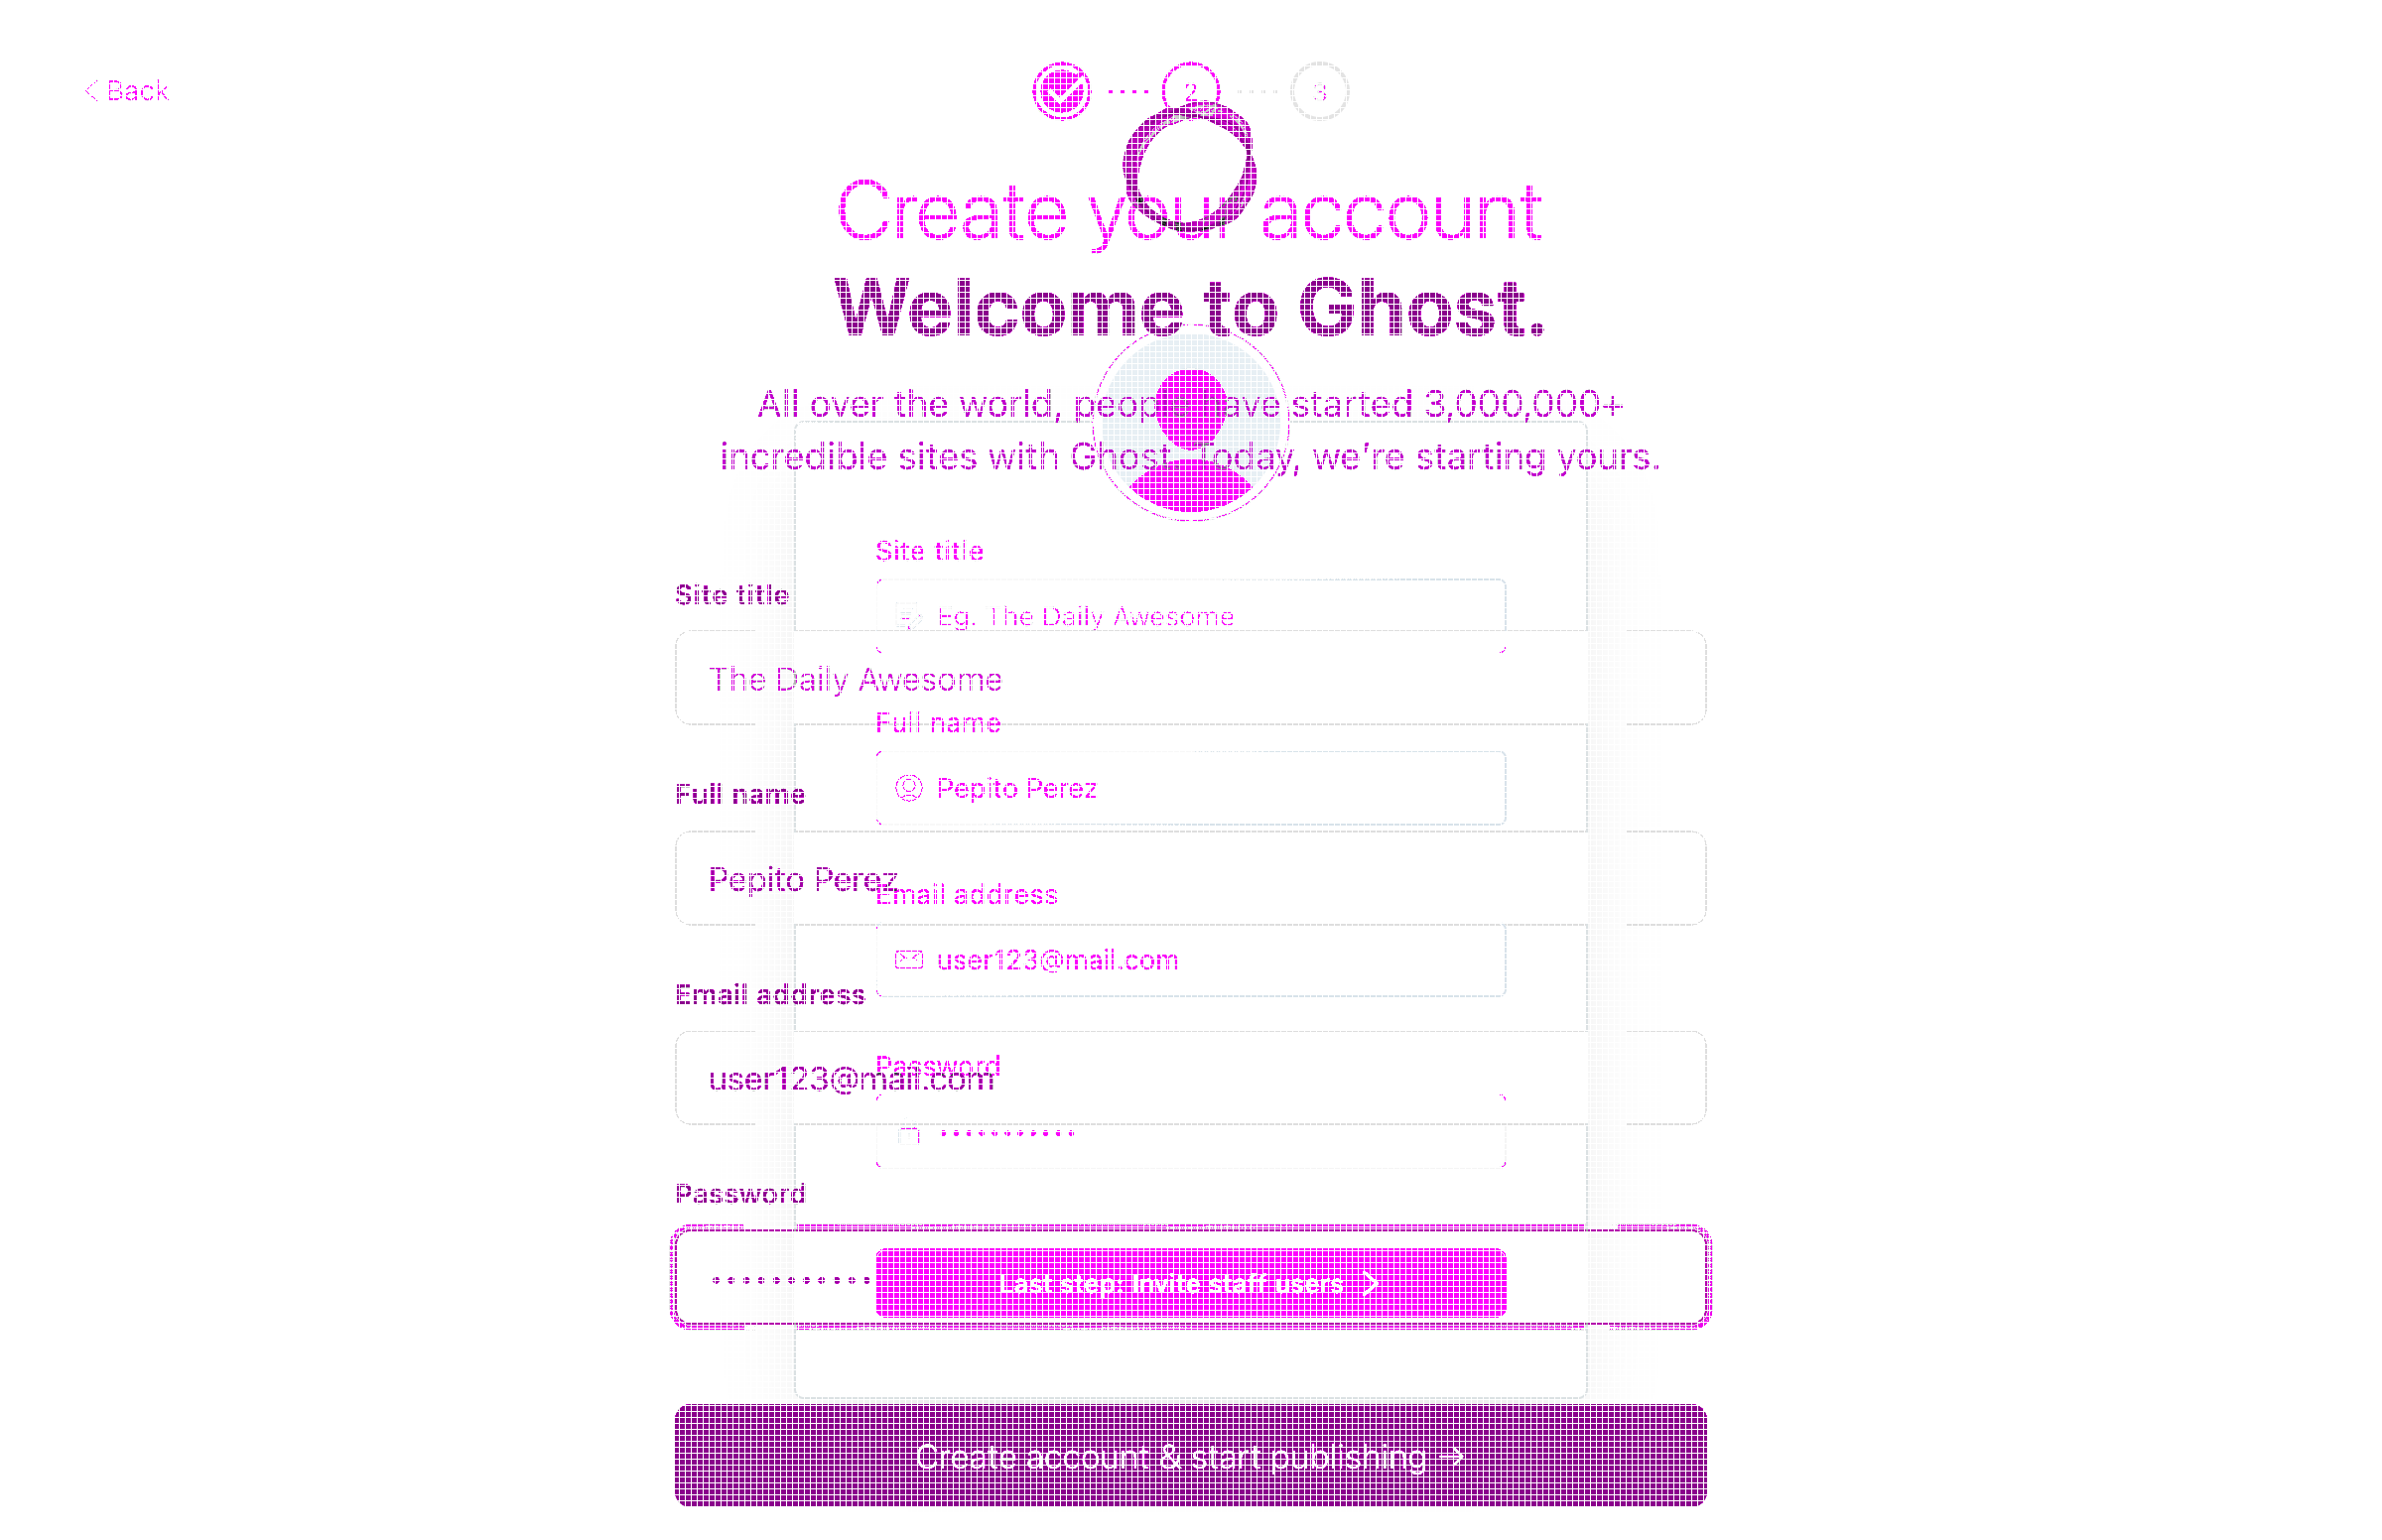 Back
2
3
Create your account
Welcome to Ghost.
All over the world, people have started 3,000,000+
incredible sites with Ghost. Today, we're starting yours.
Site title
Site title
Eg. The Daily Awesome
The Daily Awesome
Full name
Pepito Perez
Full name
Pepito Perez
Email address
user123@mail.com
Email address
Password
user123@mail.com
Password
Last step: Invite staff users
Create account & start publishing →